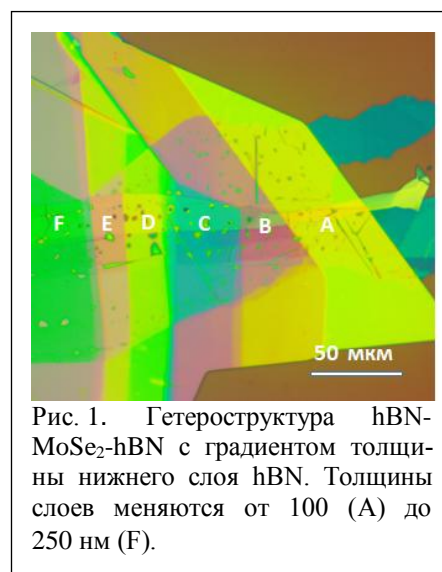 F E D C B A
50 мкм
Рис. 1. Гетероструктура hBN-
MoSe₂-hBN с градиентом толщи-
ны нижнего слоя hBN. Толщины
слоев меняются от 100 (A) до
250 нм (F).